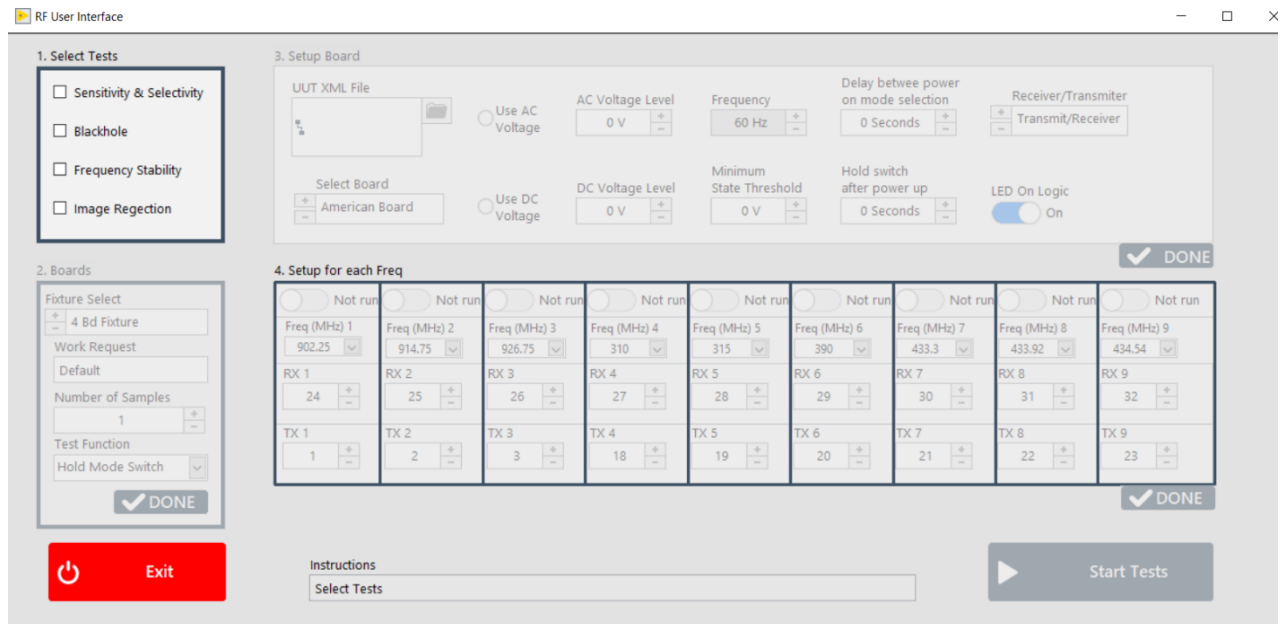 RF User Interface
1. Select Tests
Sensitivity & Selectivity
Blackhole
Frequency Stability
Image Regection
2. Boards
Fixture Select
4 Bd Fixture
Work Request
Default
Number of Samples
1
Test Function
Hold Mode Switch
DONE
Exit
3. Setup Board
UUT XML File
Select Board
American Board
Use AC
Voltage
Use DC
Voltage
AC Voltage Level
0 V
DC Voltage Level
0 V
Frequency
60 Hz
Minimum
State Threshold
0 V
Delay betwee power
on mode selection
0 Seconds
Hold switch
after power up
0 Seconds
Receiver/Transmiter
Transmit/Receiver
LED On Logic
On
DONE
4. Setup for each Freq
Not run Not run Not run Not run Not run Not run Not run Not run Not run
Freq (MHz) 1 Freq (MHz) 2 Freq (MHz) 3 Freq (MHz) 4 Freq (MHz) 5 Freq (MHz) 6 Freq (MHz) 7 Freq (MHz) 8 Freq (MHz) 9
902.25 914.75 926.75 310 315 390 433.3 433.92 434.54
RX 1 RX 2 RX 3 RX 4 RX 5 RX 6 RX 7 RX 8 RX 9
24 25 26 27 28 29 30 31 32
TX 1 TX 2 TX 3 TX 4 TX 5 TX 6 TX 7 TX 8 TX 9
1 2 3 18 19 20 21 22 23
DONE
Instructions
Select Tests
Start Tests